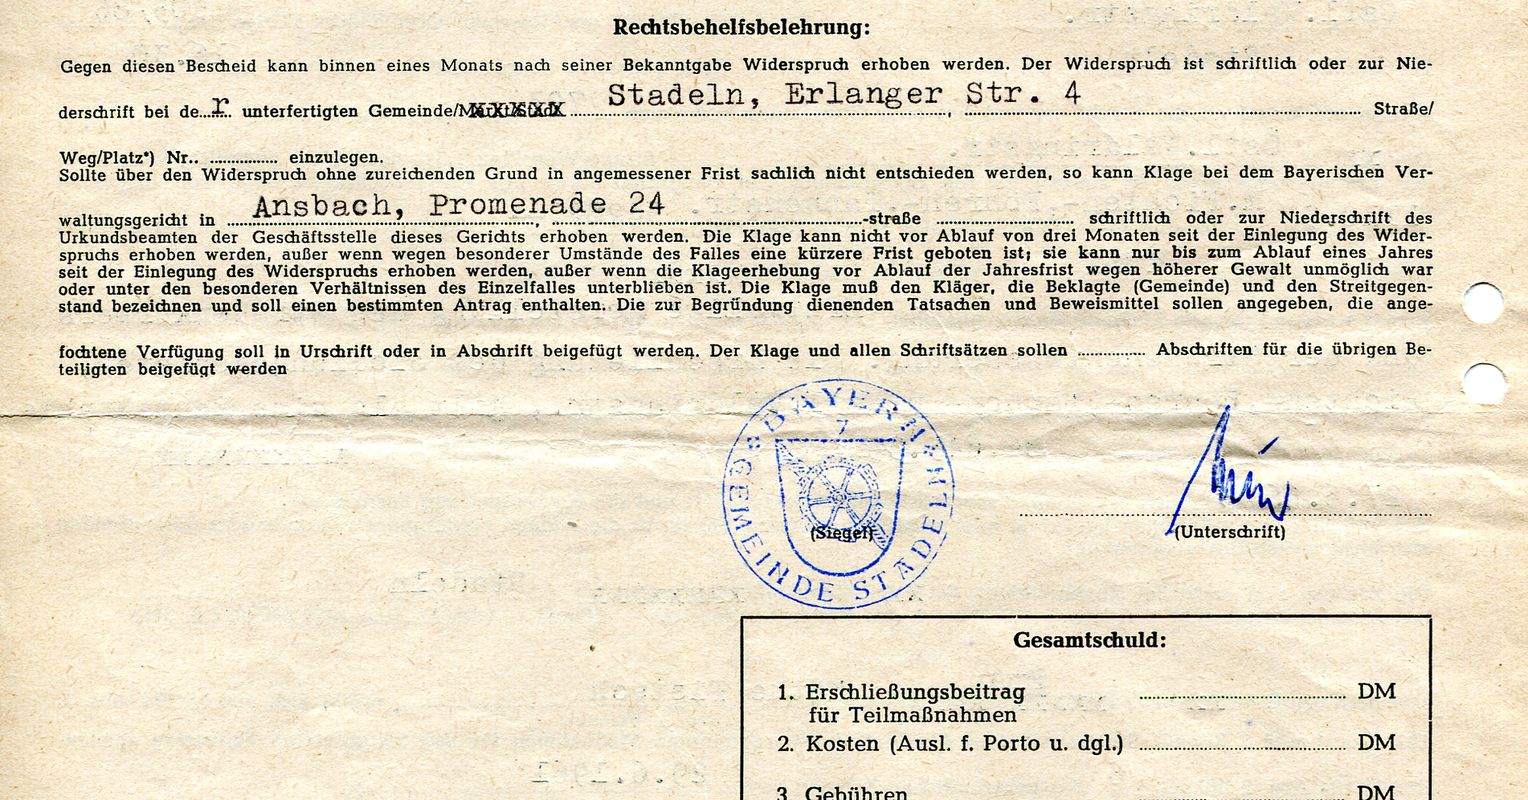 Rechtsbehelfsbelehrung:
Gegen diesen Bescheid kann binnen eines Monats nach seiner Bekanntgabe Widerspruch erhoben werden. Der Widerspruch ist schriftlich oder zur Nie-
derschrift bei de...r.. unterfertigten Gemeinde/Markt/Stadt Stadeln, Erlanger Str. 4 ........, ........ Straße/
Weg/Platz*) Nr.. ................ einzulegen.
Sollte über den Widerspruch ohne zureichenden Grund in angemessener Frist sachlich nicht entschieden werden, so kann Klage bei dem Bayerischen Ver-
waltungsgericht in Ansbach, Promenade 24 ........-straße ........ schriftlich oder zur Niederschrift des
Urkundsbeamten der Geschäftsstelle dieses Gerichts erhoben werden. Die Klage kann nicht vor Ablauf von drei Monaten seit der Einlegung des Wider-
spruchs erhoben werden, außer wenn wegen besonderer Umstände des Falles eine kürzere Frist geboten ist; sie kann nur bis zum Ablauf eines Jahres
seit der Einlegung des Widerspruchs erhoben werden, außer wenn die Klageerhebung vor Ablauf der Jahresfrist wegen höherer Gewalt unmöglich war
oder unter den besonderen Verhältnissen des Einzelfalles unterblieben ist. Die Klage muß den Kläger, die Beklagte (Gemeinde) und den Streitgegen-
stand bezeichnen und soll einen bestimmten Antrag enthalten. Die zur Begründung dienenden Tatsachen und Beweismittel sollen angegeben, die ange-
fochtene Verfügung soll in Urschrift oder in Abschrift beigefügt werden. Der Klage und allen Schriftsätzen sollen ................ Abschriften für die übrigen Be-
teiligten beigefügt werden
BAYERN
7
GEMEINDE STADELN
(Siegel)
(Unterschrift)
Gesamtschuld:
1. Erschließungsbeitrag ................ DM
für Teilmaßnahmen
2. Kosten (Ausl. f. Porto u. dgl.) ................ DM
3. Gebühren ................ DM